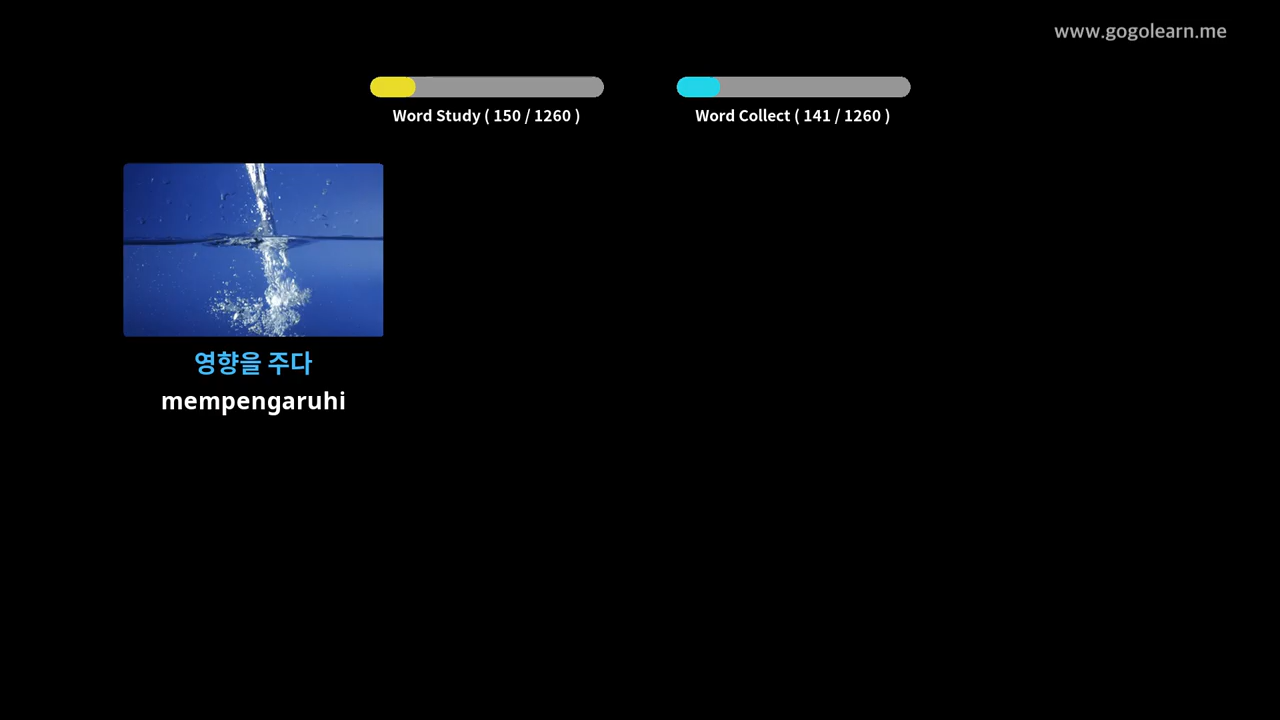 www.gogolearn.me
Word Study ( 150 / 1260 )
Word Collect ( 141 / 1260 )
영향을 주다
mempengaruhi